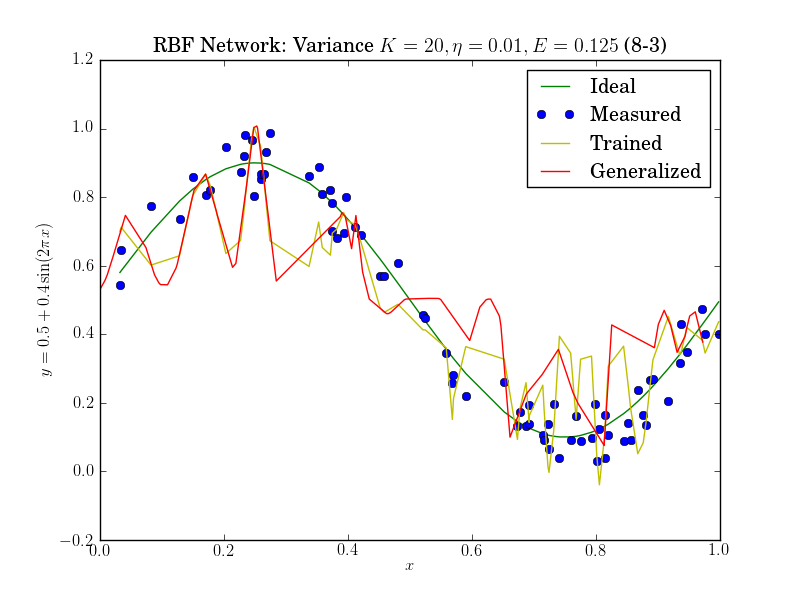 RBF Network: Variance K = 20, η = 0.01, E = 0.125 (8-3)
Ideal
Measured
Trained
Generalized
y = 0.5 + 0.4 sin(2πx)
1.2
1.0
0.8
0.6
0.4
0.2
0.0
−0.2
0.0 0.2 0.4 0.6 0.8 1.0
x